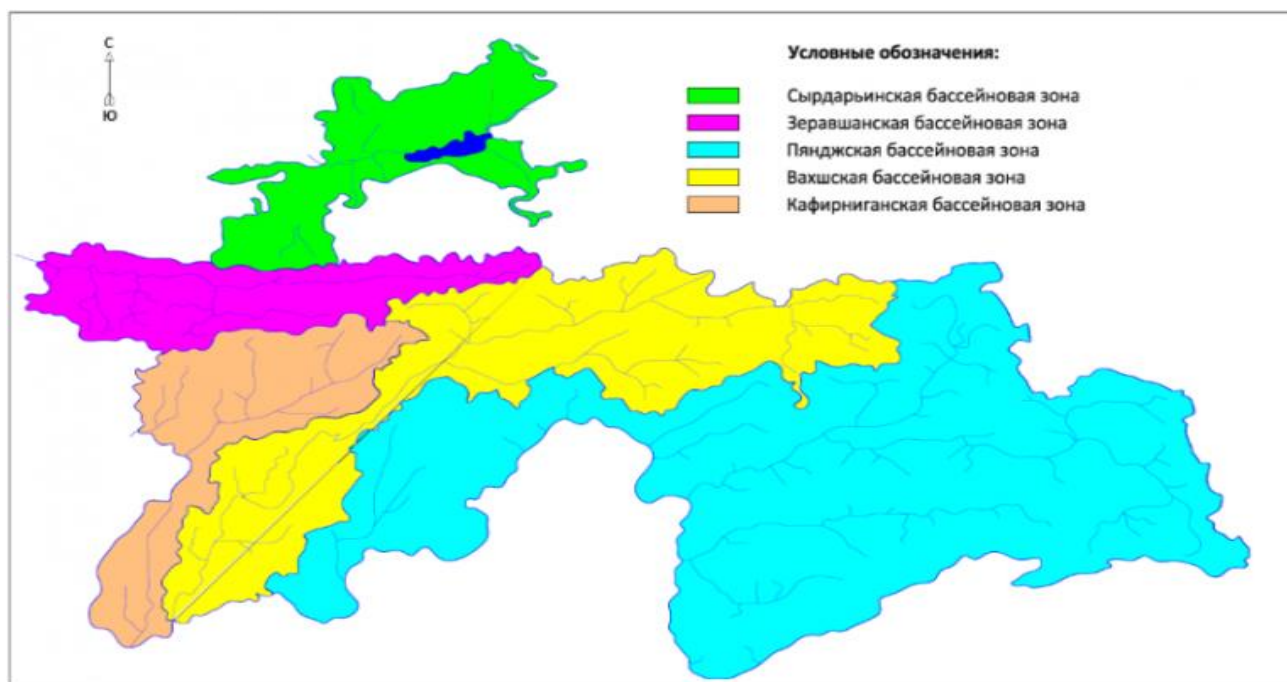 С
Ю
Условные обозначения:
Сырдарьинская бассейновая зона
Зеравшанская бассейновая зона
Пянджская бассейновая зона
Вахшская бассейновая зона
Кафирниганская бассейновая зона